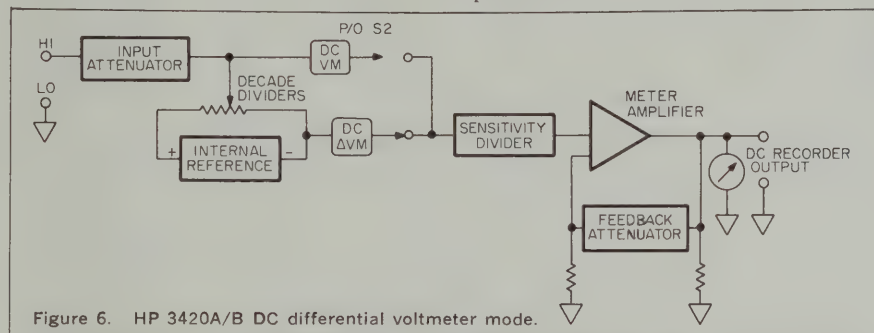 P/O S2
HI
INPUT
ATTENUATOR
DC
VM
LO
DECADE
DIVIDERS
METER
AMPLIFIER
+ INTERNAL -
REFERENCE
DC
ΔVM
SENSITIVITY
DIVIDER
DC RECORDER
OUTPUT
FEEDBACK
ATTENUATOR
Figure 6. HP 3420A/B DC differential voltmeter mode.